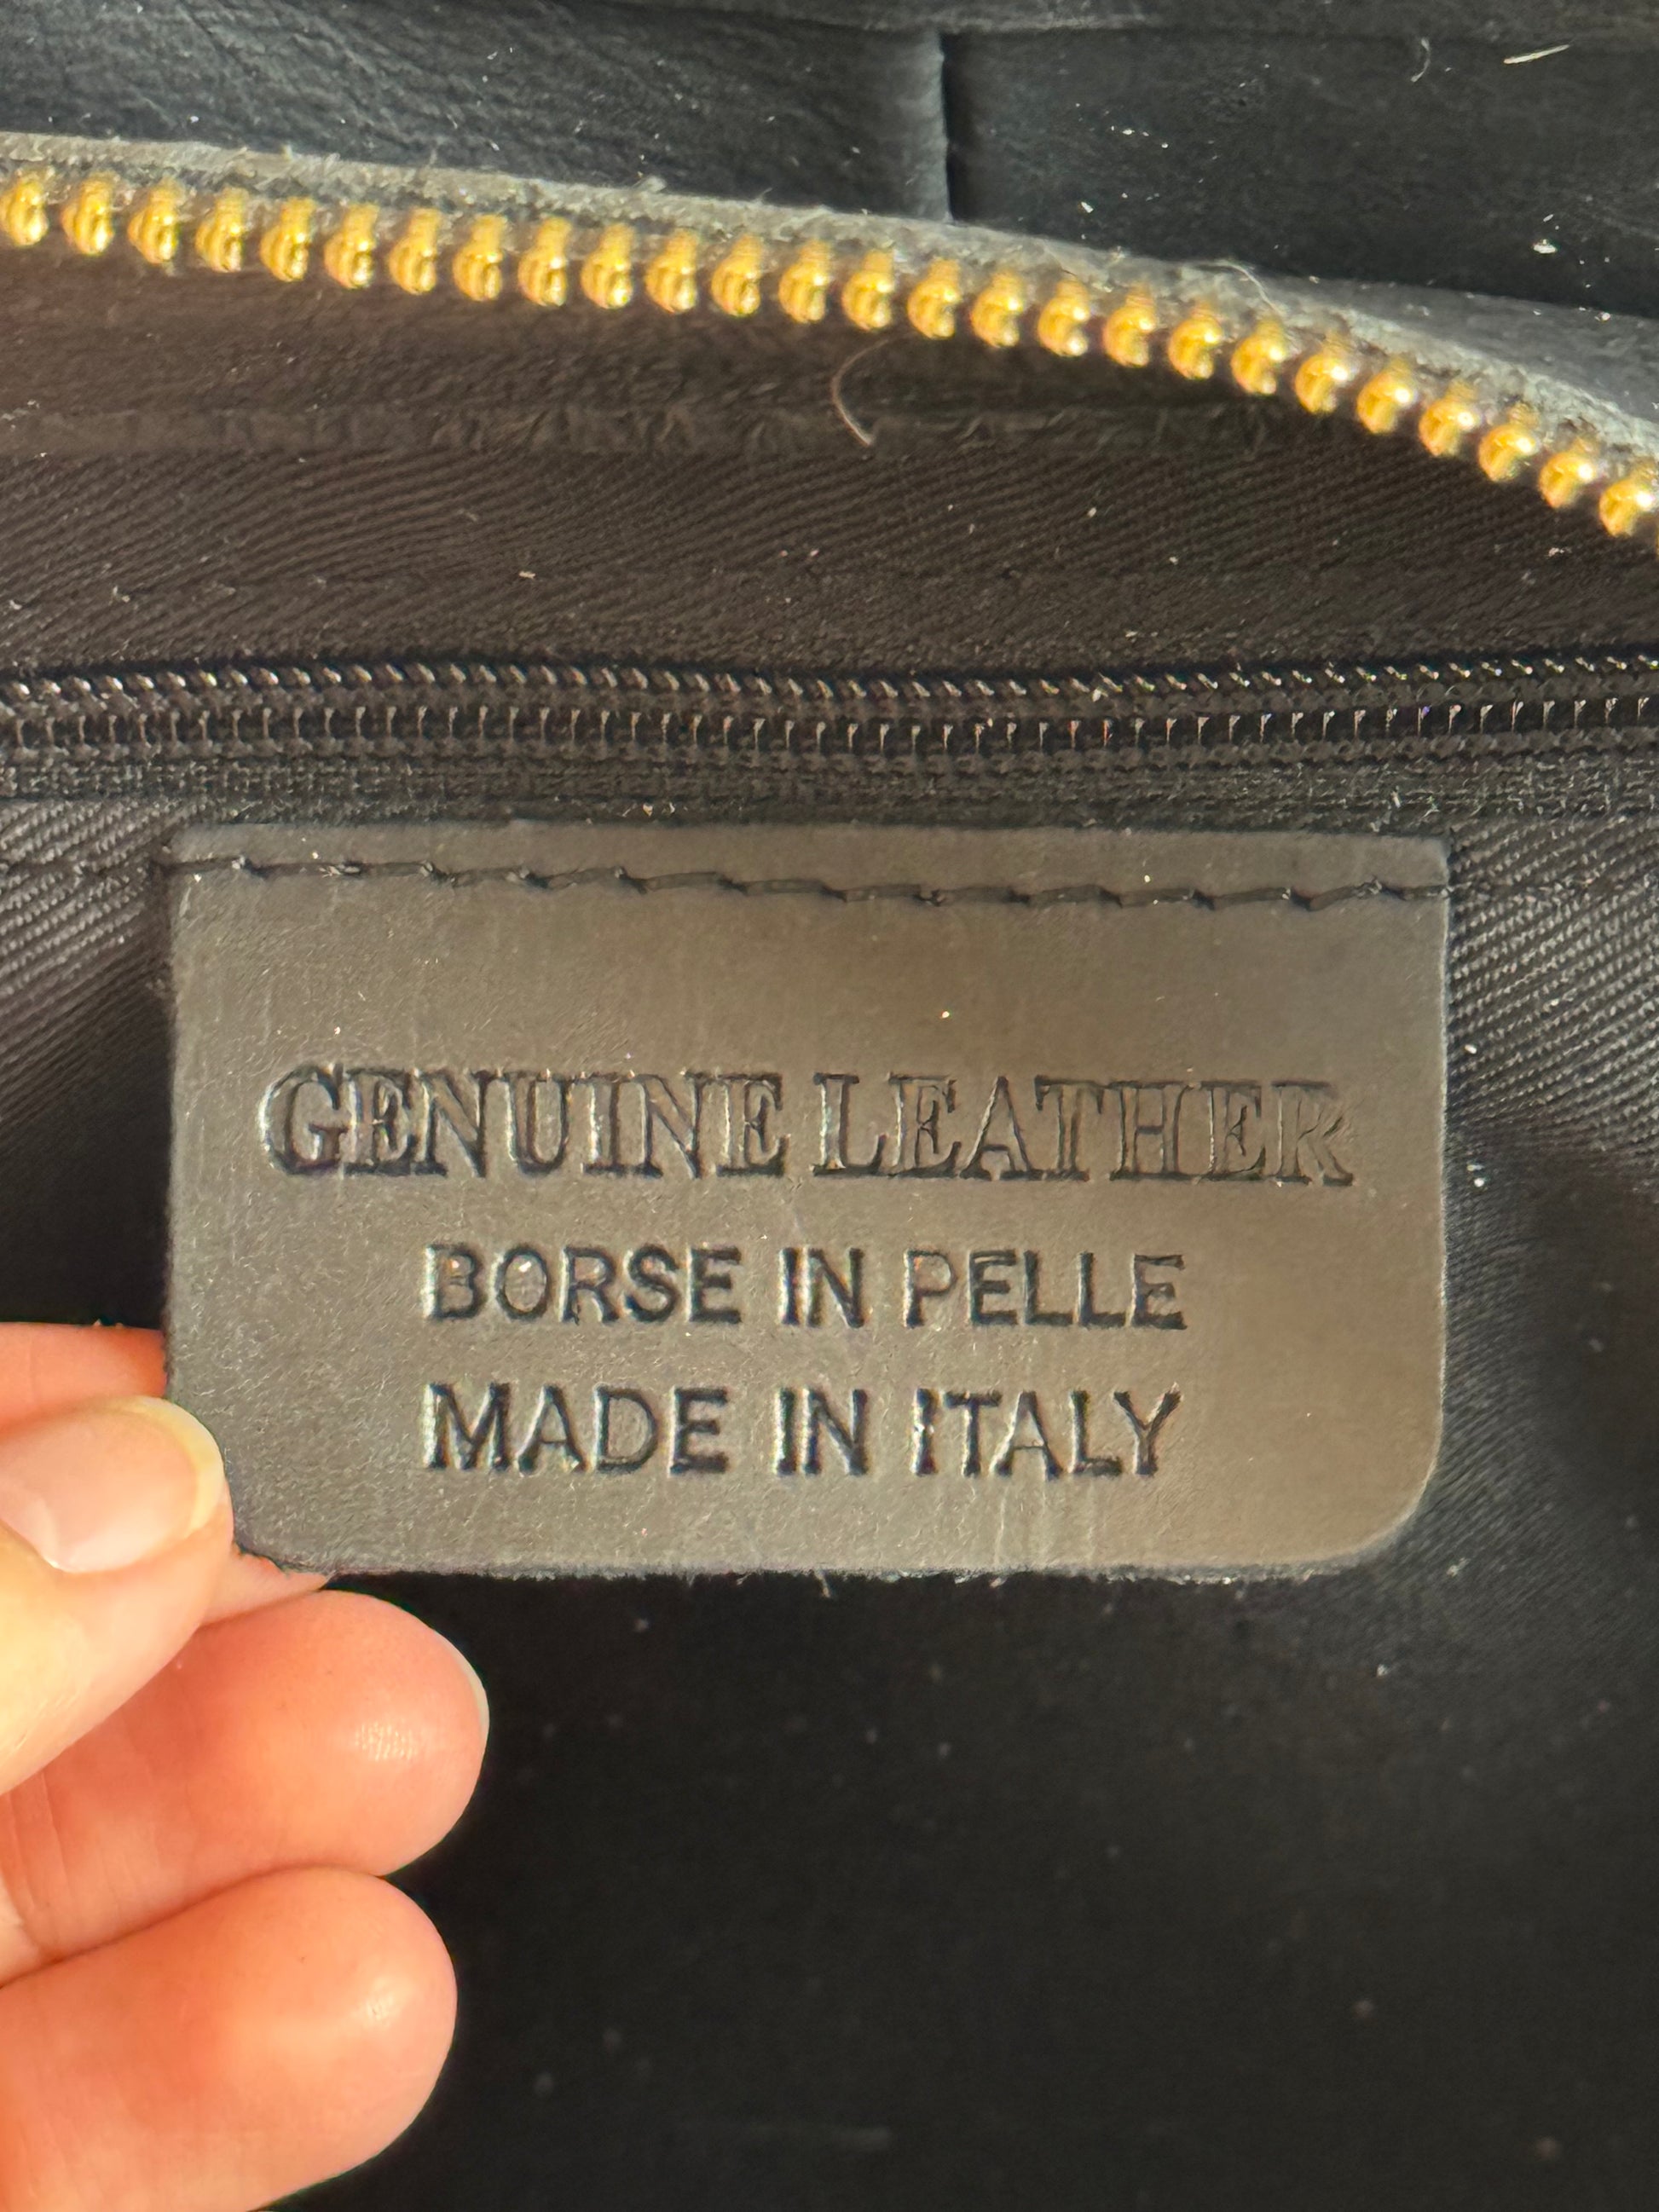 GENUINE LEATHER
BORSE IN PELLE
MADE IN ITALY